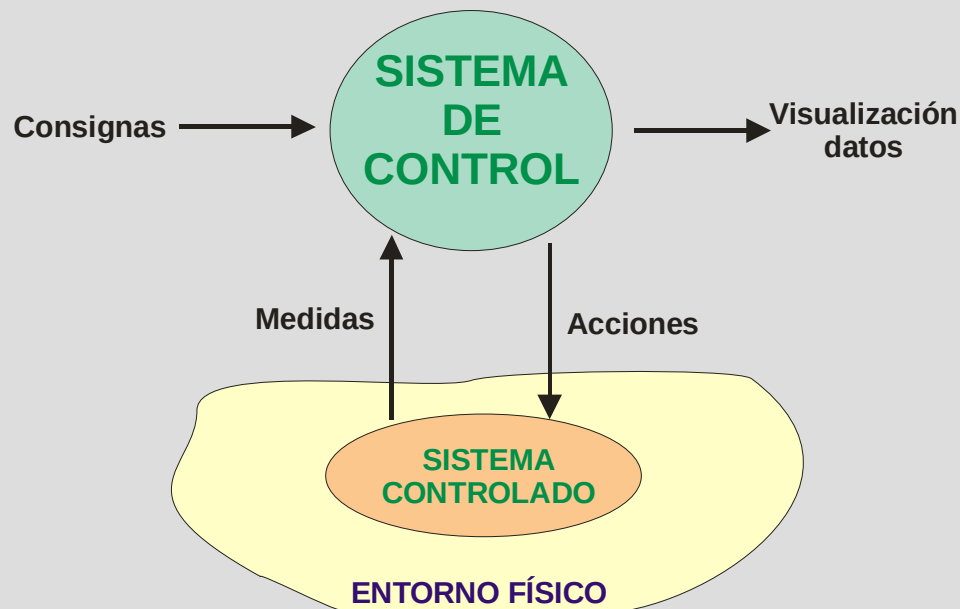 SISTEMA
DE
CONTROL
Consignas
Visualización
datos
Medidas
Acciones
SISTEMA
CONTROLADO
ENTORNO FÍSICO